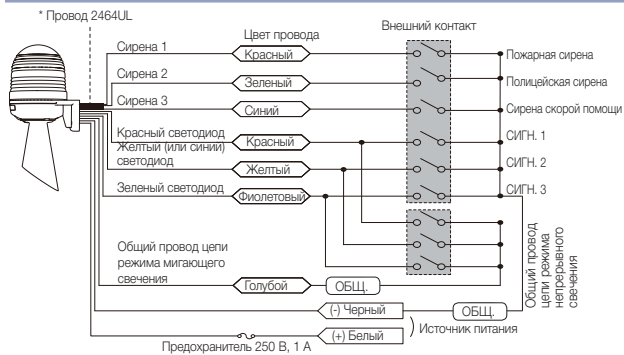 * Провод 2464UL
Цвет провода
Внешний контакт
Сирена 1
Красный
Пожарная сирена
Сирена 2
Зеленый
Полицейская сирена
Сирена 3
Синий
Сирена скорой помощи
Красный светодиод
Красный
СИГН. 1
Желтый (или синий)
светодиод
Желтый
СИГН. 2
Зеленый светодиод
Фиолетовый
СИГН. 3
Общий провод цепи
режима мигающего
свечения
Голубой
ОБЩ.
Общий провод
цепи режима
непрерывного
свечения
(-) Черный
ОБЩ.
(+) Белый
Источник питания
Предохранитель 250 В, 1 А